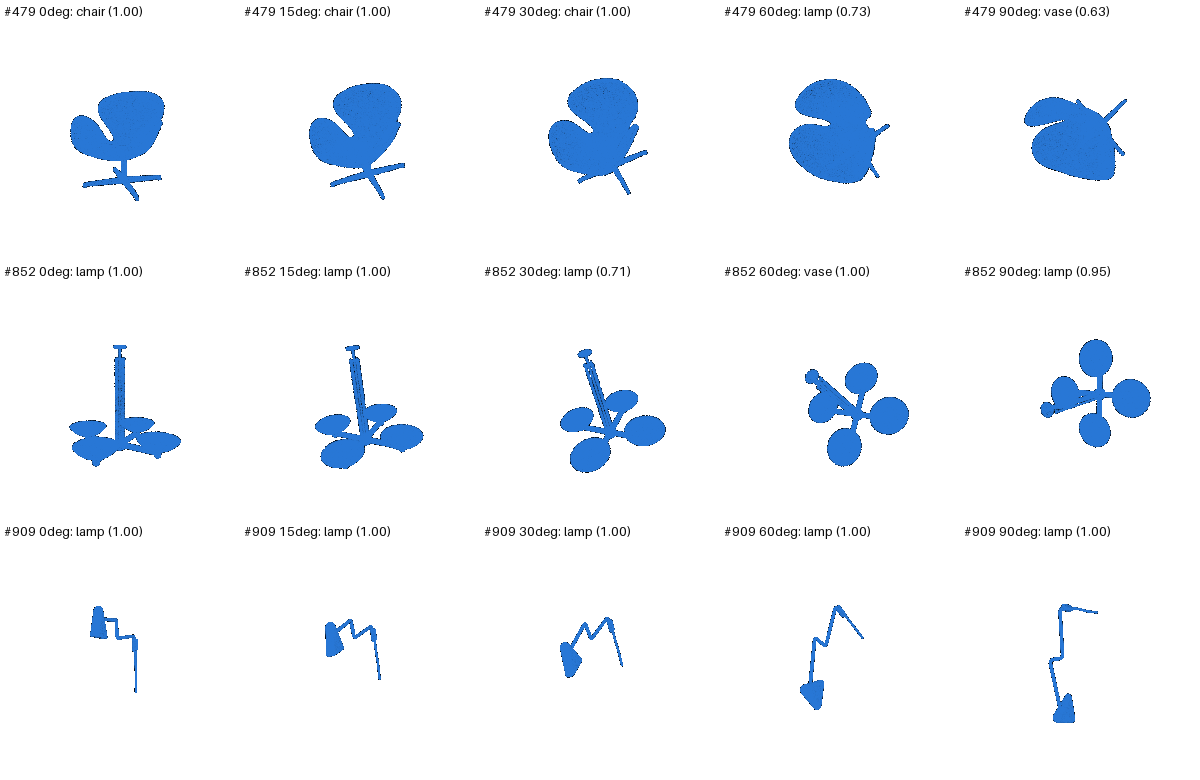 #479 0deg: chair (1.00)
#479 15deg: chair (1.00)
#479 30deg: chair (1.00)
#479 60deg: lamp (0.73)
#479 90deg: vase (0.63)
#852 0deg: lamp (1.00)
#852 15deg: lamp (1.00)
#852 30deg: lamp (0.71)
#852 60deg: vase (1.00)
#852 90deg: lamp (0.95)
#909 0deg: lamp (1.00)
#909 15deg: lamp (1.00)
#909 30deg: lamp (1.00)
#909 60deg: lamp (1.00)
#909 90deg: lamp (1.00)